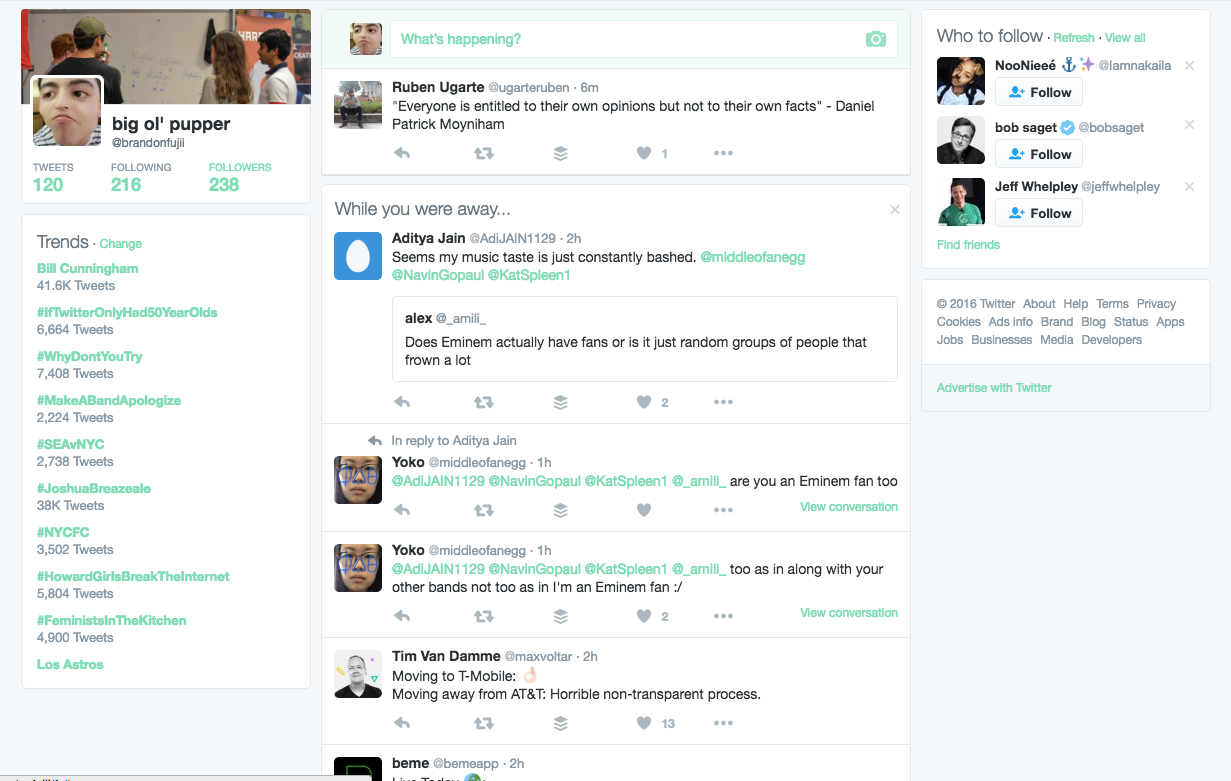 big ol' pupper
@brandonfujii
TWEETS FOLLOWING FOLLOWERS
120 216 238
Trends · Change
Bill Cunningham
41.6K Tweets
#IfTwitterOnlyHad50YearOlds
6,664 Tweets
#WhyDontYouTry
7,408 Tweets
#MakeABandApologize
2,224 Tweets
#SEAvNYC
2,738 Tweets
#JoshuaBreazeale
38K Tweets
#NYCFC
3,502 Tweets
#HowardGirlsBreakTheInternet
5,804 Tweets
#FeministsInTheKitchen
4,900 Tweets
Los Astros
What's happening?
Ruben Ugarte @ugarteruben · 6m
"Everyone is entitled to their own opinions but not to their own facts" - Daniel
Patrick Moyniham
1
While you were away...
Aditya Jain @AdiJAIN1129 · 2h
Seems my music taste is just constantly bashed. @middleofanegg
@NavinGopaul @KatSpleen1
alex @_amili_
Does Eminem actually have fans or is it just random groups of people that
frown a lot
2
In reply to Aditya Jain
Yoko @middleofanegg · 1h
@AdiJAIN1129 @NavinGopaul @KatSpleen1 @_amili_ are you an Eminem fan too
View conversation
Yoko @middleofanegg · 1h
@AdiJAIN1129 @NavinGopaul @KatSpleen1 @_amili_ too as in along with your
other bands not too as in I'm an Eminem fan :/
2 View conversation
Tim Van Damme @maxvoltar · 2h
Moving to T-Mobile: 👌🏻
Moving away from AT&T: Horrible non-transparent process.
13
beme @bemeapp · 2h
Who to follow · Refresh · View all
NooNieeé ⚓✨ @lamnakaila
Follow
bob saget @bobsaget
Follow
Jeff Whelpley @jeffwhelpley
Follow
Find friends
© 2016 Twitter About Help Terms Privacy
Cookies Ads info Brand Blog Status Apps
Jobs Businesses Media Developers
Advertise with Twitter